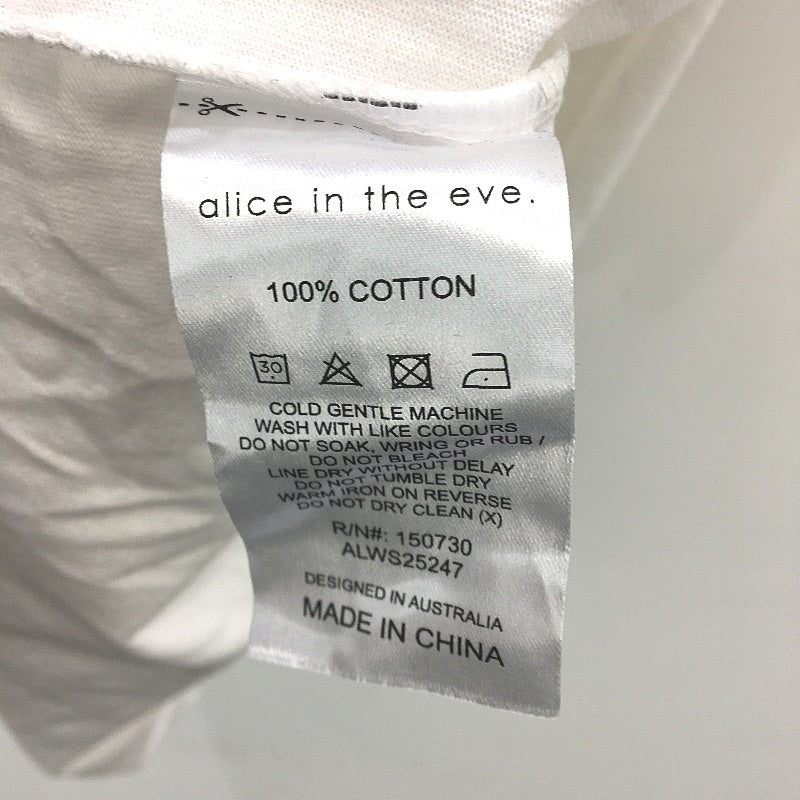 alice in the eve.
100% COTTON
30
COLD GENTLE MACHINE
WASH WITH LIKE COLOURS
DO NOT SOAK, WRING OR RUB /
DO NOT BLEACH
LINE DRY WITHOUT DELAY
DO NOT TUMBLE DRY
WARM IRON ON REVERSE
DO NOT DRY CLEAN (X)
R/N#: 150730
ALWS25247
DESIGNED IN AUSTRALIA
MADE IN CHINA